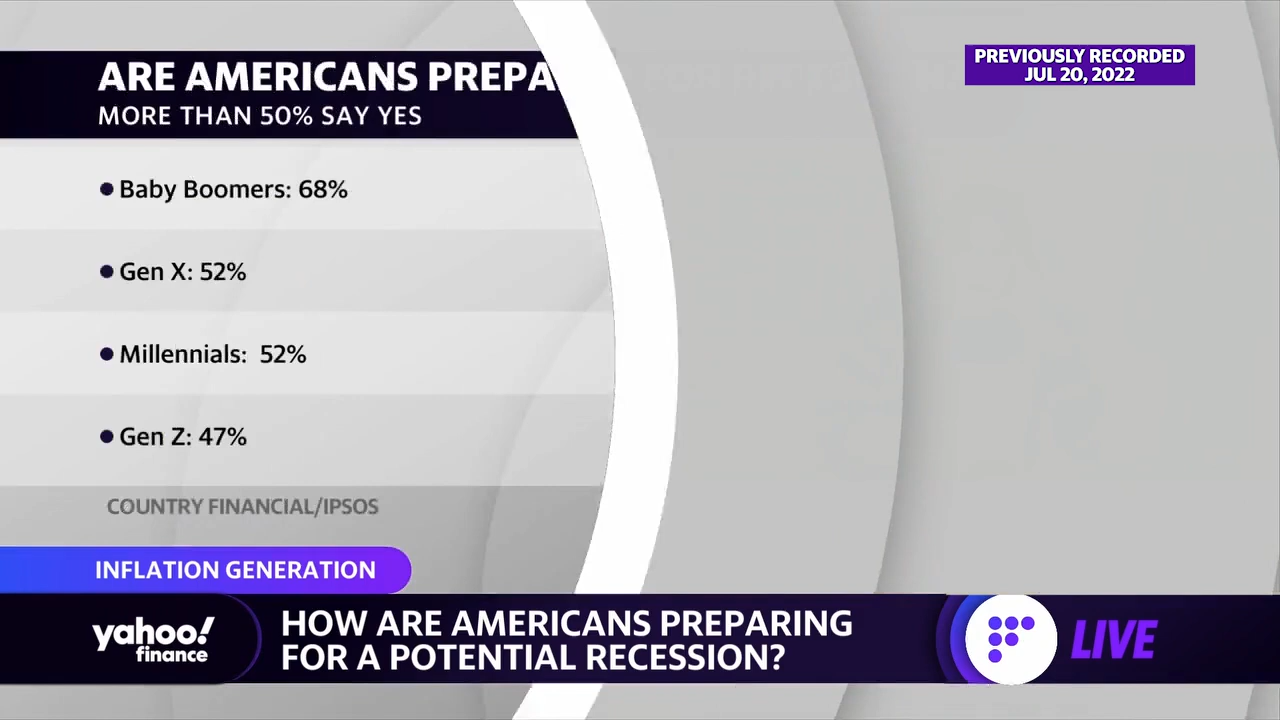 ARE AMERICANS PREPA
MORE THAN 50% SAY YES
PREVIOUSLY RECORDED
JUL 20, 2022
• Baby Boomers: 68%
• Gen X: 52%
• Millennials: 52%
• Gen Z: 47%
COUNTRY FINANCIAL/IPSOS
INFLATION GENERATION
yahoo!
finance
HOW ARE AMERICANS PREPARING
FOR A POTENTIAL RECESSION?
LIVE